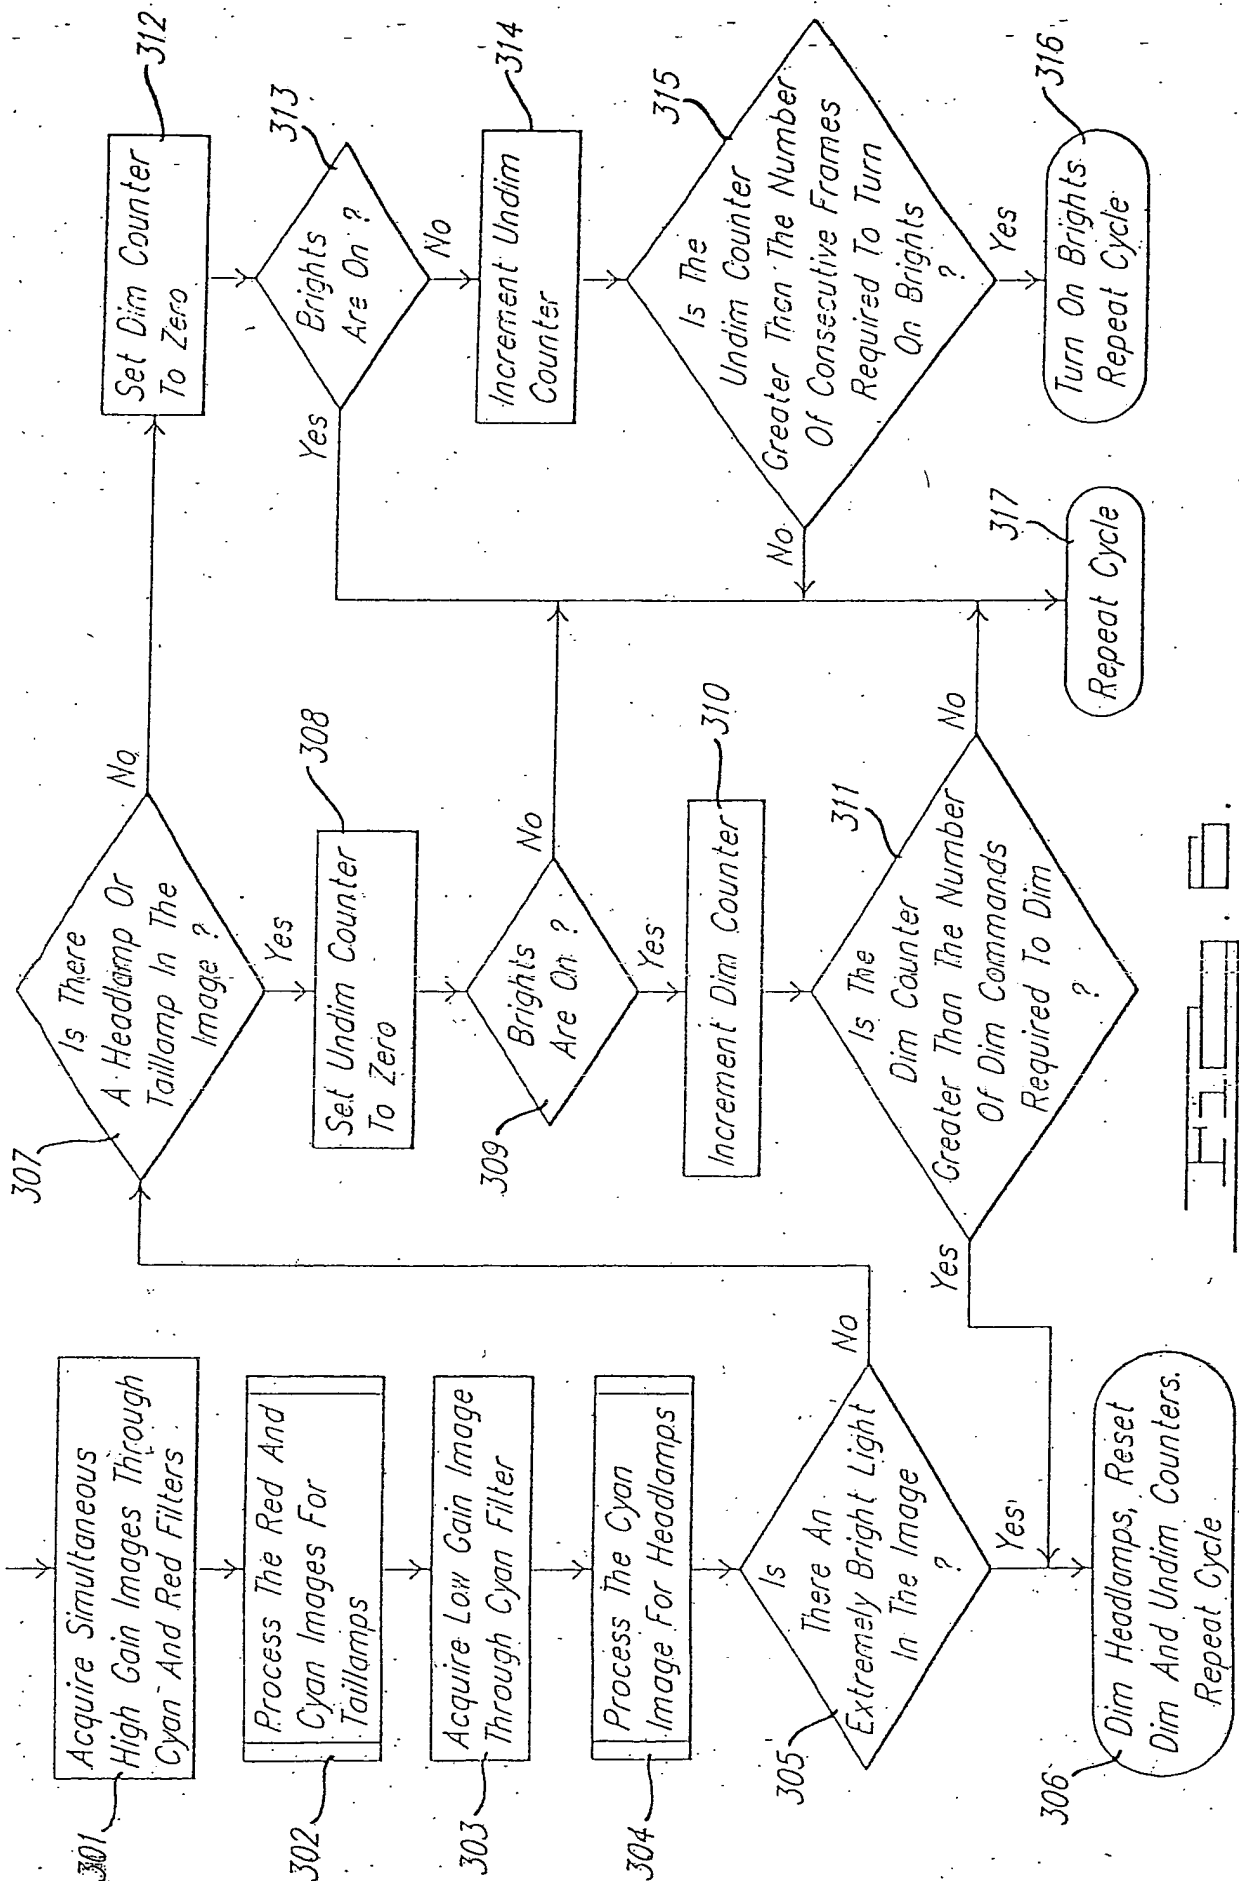 Acquire Simultaneous
High Gain Images Through
Cyan And Red Filters
301
Process The Red And
Cyan Images For
Taillamps
302
Acquire Low Gain Image
Through Cyan Filter
303
Process The Cyan
Image For Headlamps
304
Is
There An
Extremely Bright Light
In The Image
?
305
No
Yes
Dim Headlamps, Reset
Dim And Undim Counters.
Repeat Cycle
306
Is There
A Headlamp Or
Taillamp In The
Image ?
307
No
Yes
Set Undim Counter
To Zero
308
Brights
Are On ?
309
No
Yes
Increment Dim Counter
310
Is The
Dim Counter
Greater Than The Number
Of Dim Commands
Required To Dim
?
311
Yes
No
Set Dim Counter
To Zero
312
Brights
Are On ?
313
Yes
No
Increment Undim
Counter
314
Is The
Undim Counter
Greater Than The Number
Of Consecutive Frames
Required To Turn
On Brights
?
315
No
Yes
Turn On Brights
Repeat Cycle
316
Repeat Cycle
317